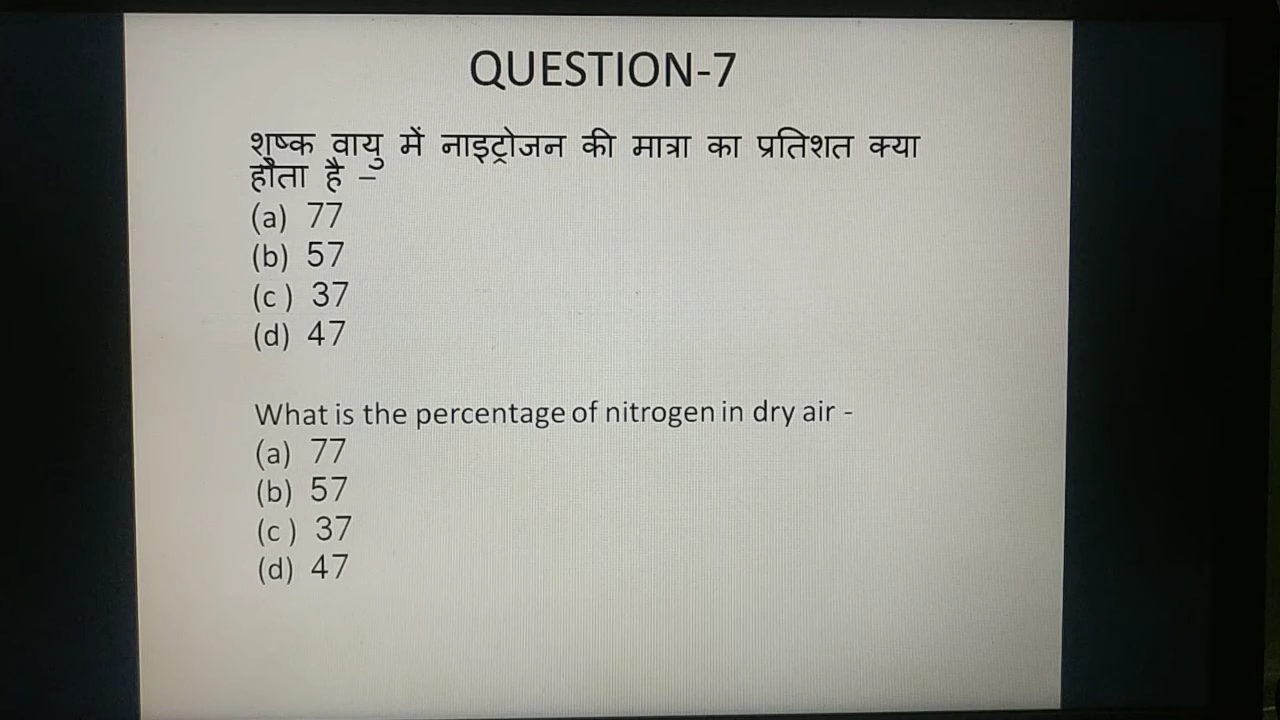 QUESTION-7
शुष्क वायु में नाइट्रोजन की मात्रा का प्रतिशत क्या
होता है –
(a) 77
(b) 57
(c ) 37
(d) 47
What is the percentage of nitrogen in dry air -
(a) 77
(b) 57
(c ) 37
(d) 47